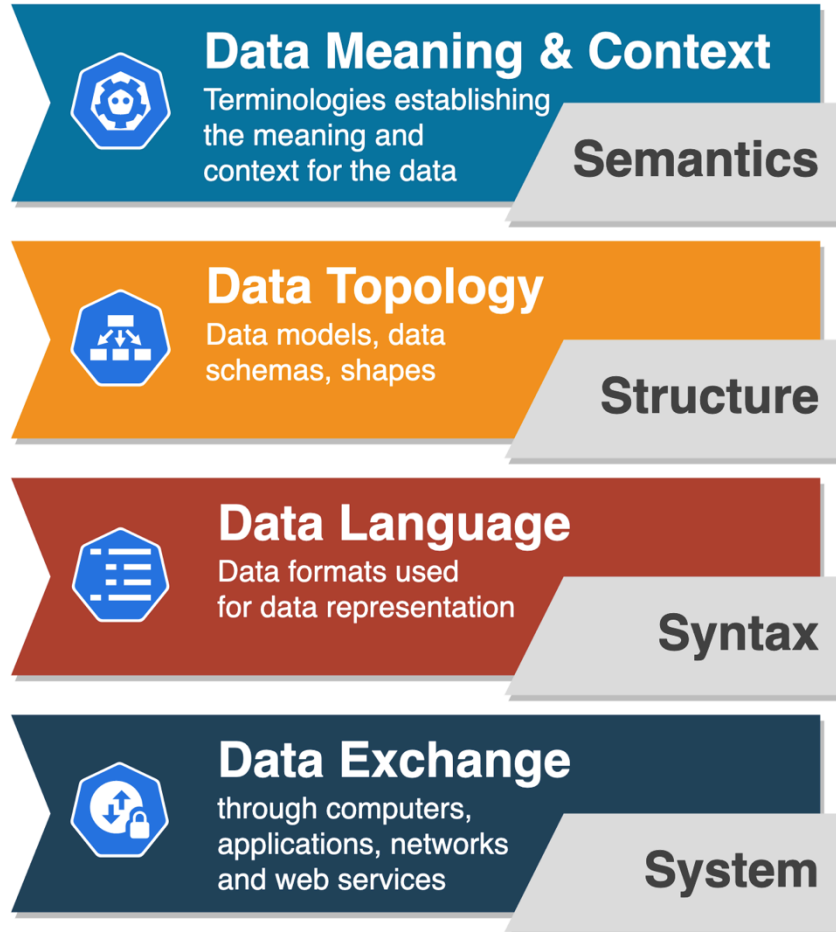 Data Meaning & Context
Terminologies establishing
the meaning and
context for the data
Semantics
Data Topology
Data models, data
schemas, shapes
Structure
Data Language
Data formats used
for data representation
Syntax
Data Exchange
through computers,
applications, networks
and web services
System